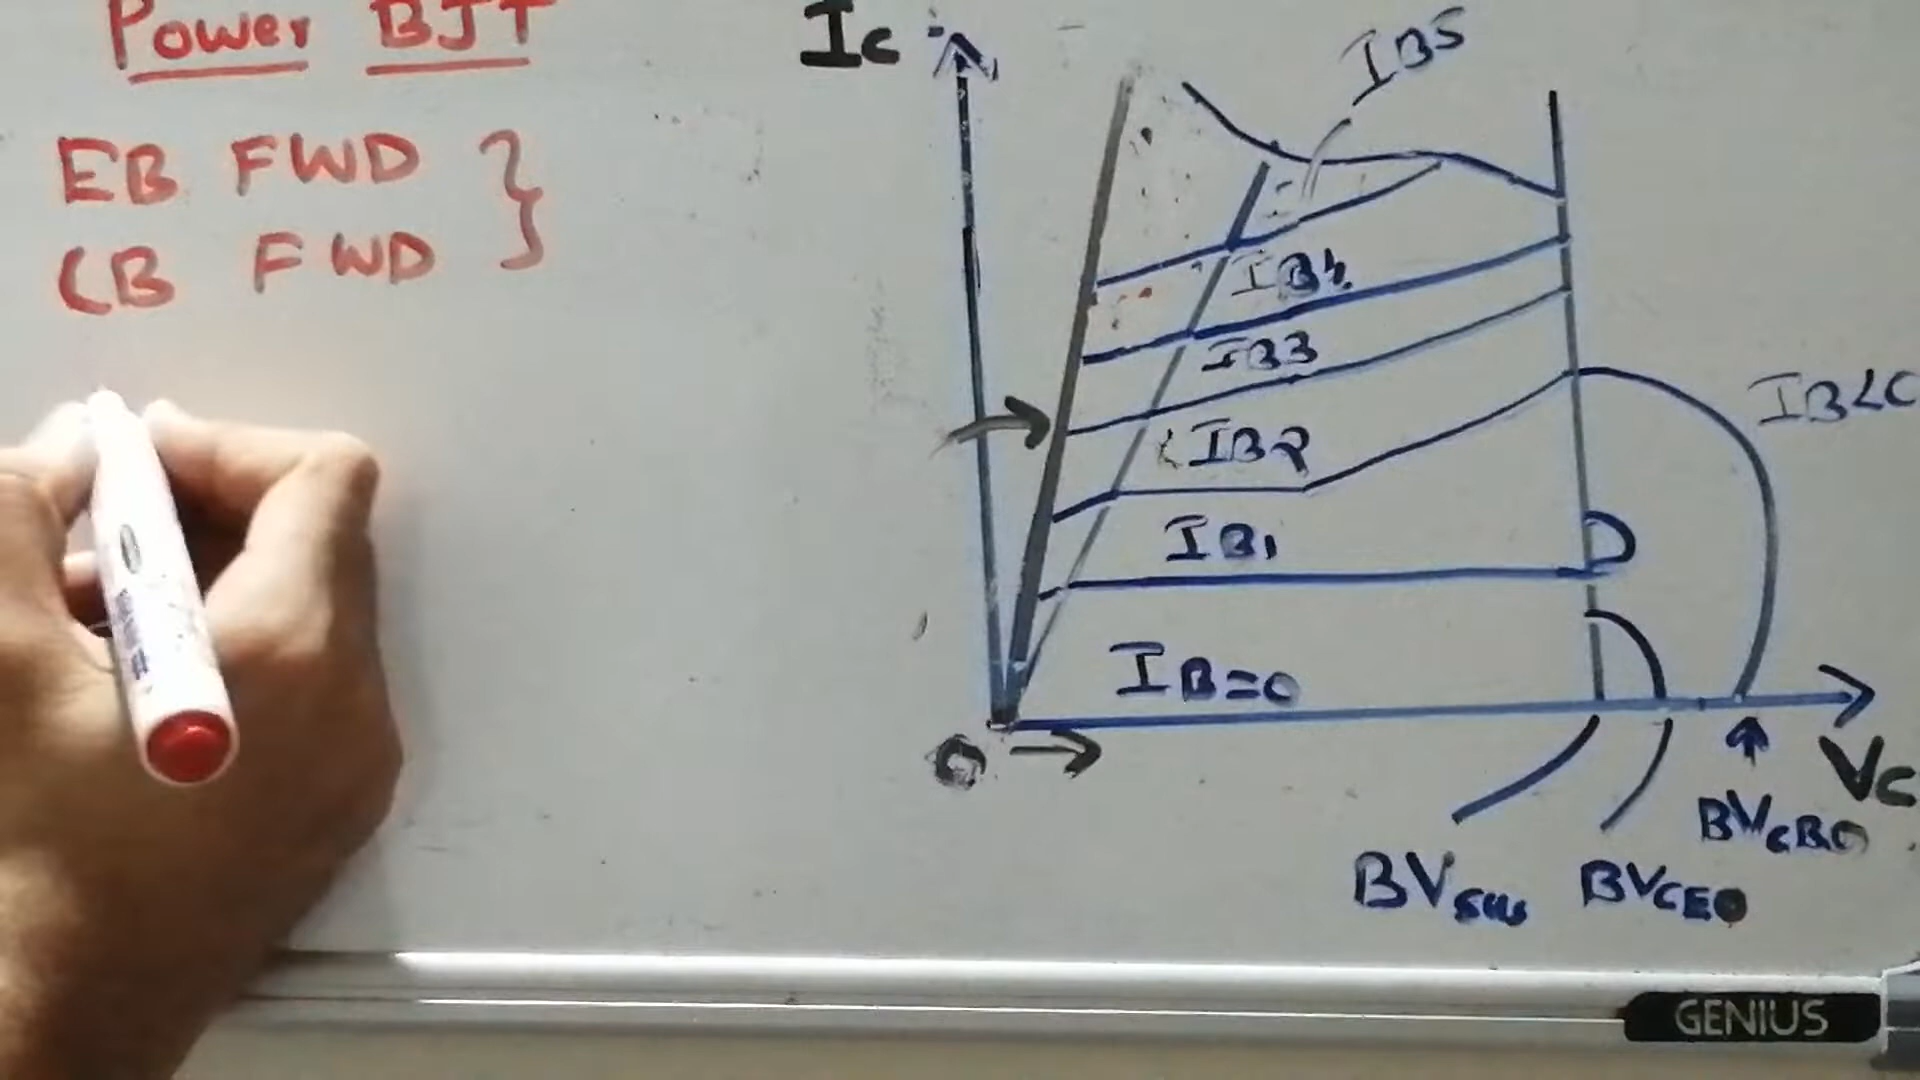 Power BJT
EB FWD
CB FWD
IC
IB5
IB4
IB3
IB2
IB1
IB=0
IB<0
O
VC
BVSUS
BVCEO
BVCBO
GENIUS